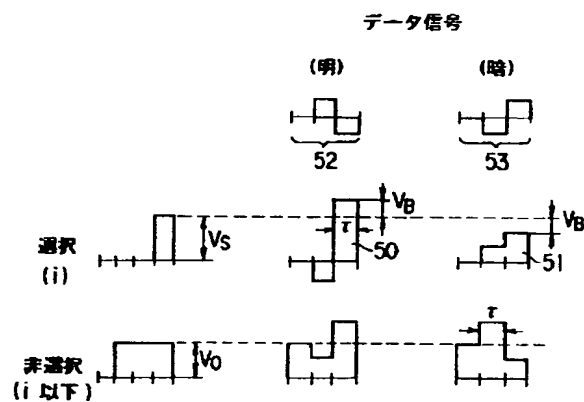 データ信号
(明) (暗)
52 53
VB
τ
選択 VS 50 VB
(i) 51
τ
非選択 VO
(i 以下)